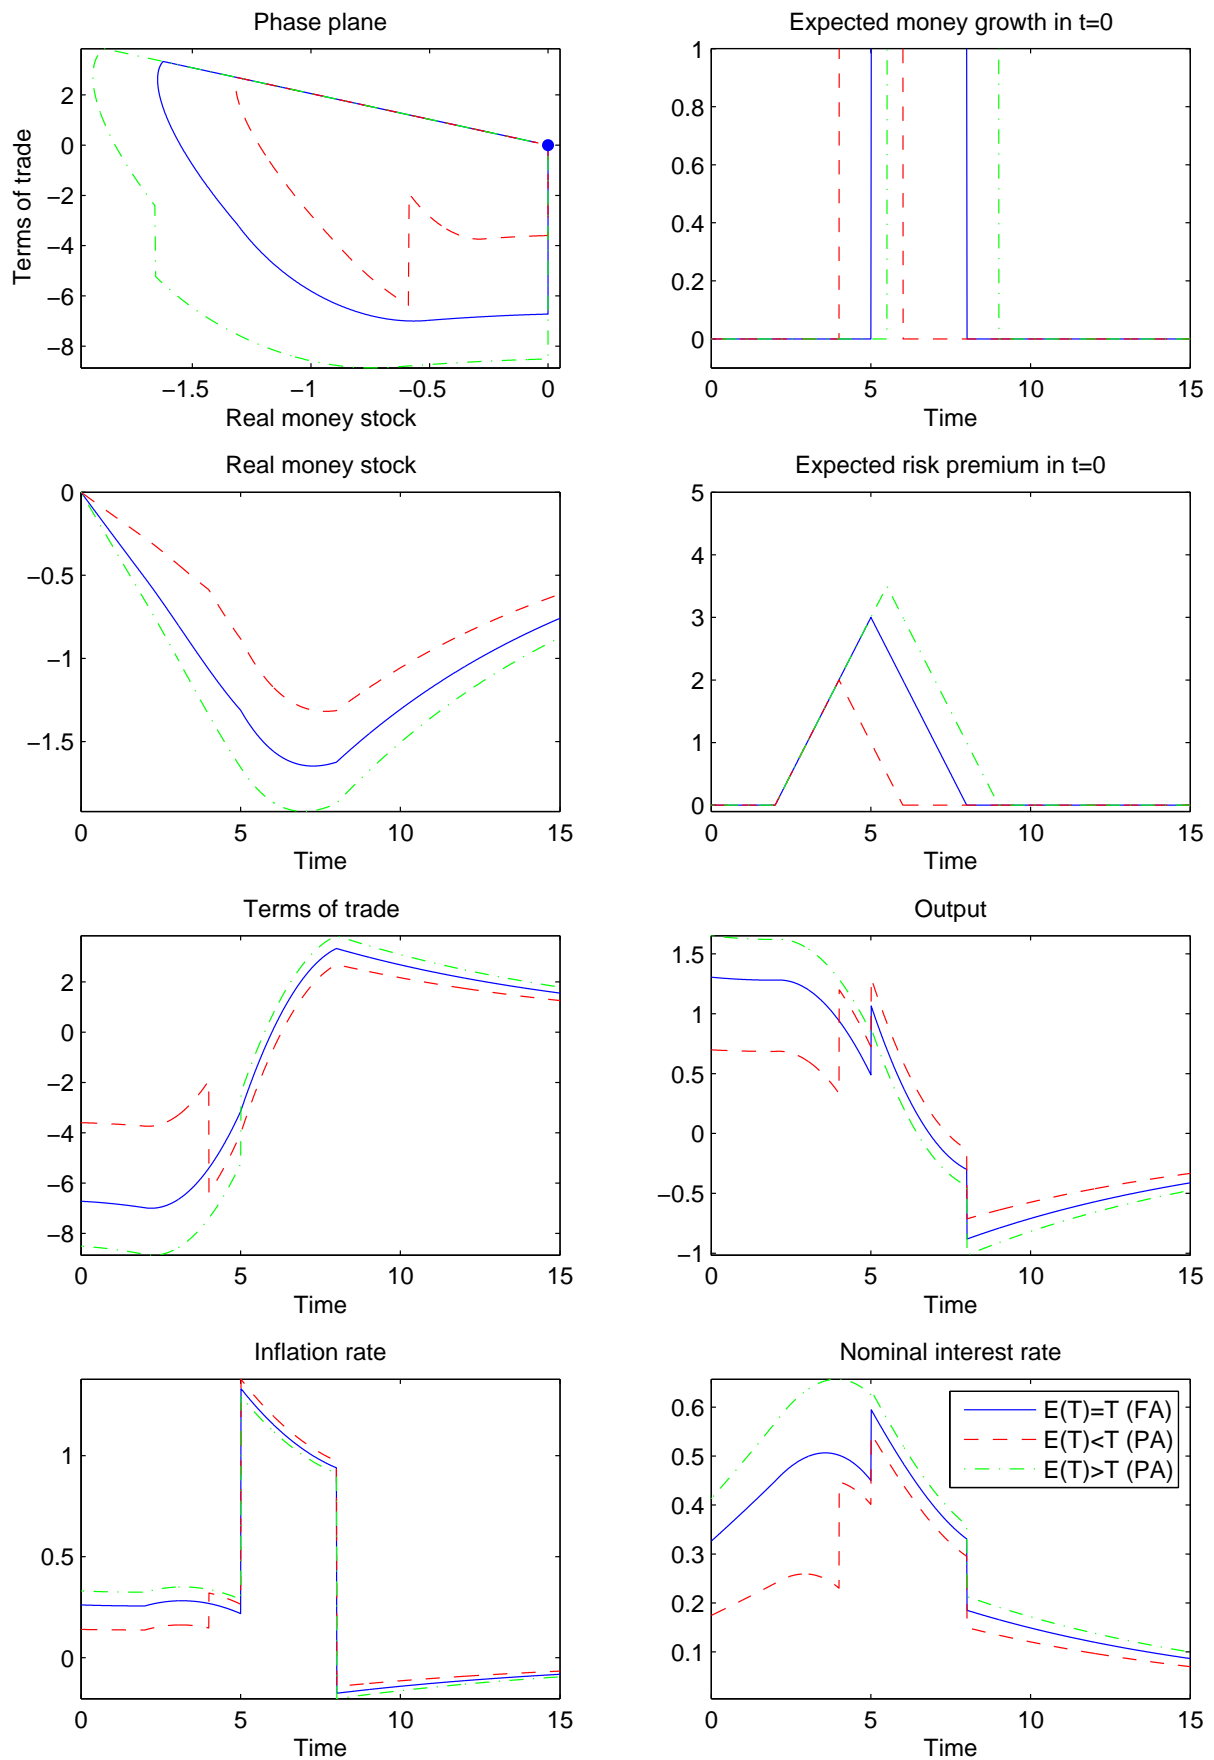 Phase plane
Terms of trade
2
0
−2
−4
−6
−8
−1.5 −1 −0.5 0
Real money stock
Expected money growth in t=0
1
0.8
0.6
0.4
0.2
0
0 5 10 15
Time
Real money stock
0
−0.5
−1
−1.5
0 5 10 15
Time
Expected risk premium in t=0
5
4
3
2
1
0
0 5 10 15
Time
Terms of trade
2
0
−2
−4
−6
−8
0 5 10 15
Time
Output
1.5
1
0.5
0
−0.5
−1
0 5 10 15
Time
Inflation rate
1
0.5
0
0 5 10 15
Time
Nominal interest rate
0.6
0.5
0.4
0.3
0.2
0.1
0 5 10 15
Time
E(T)=T (FA)
E(T)<T (PA)
E(T)>T (PA)